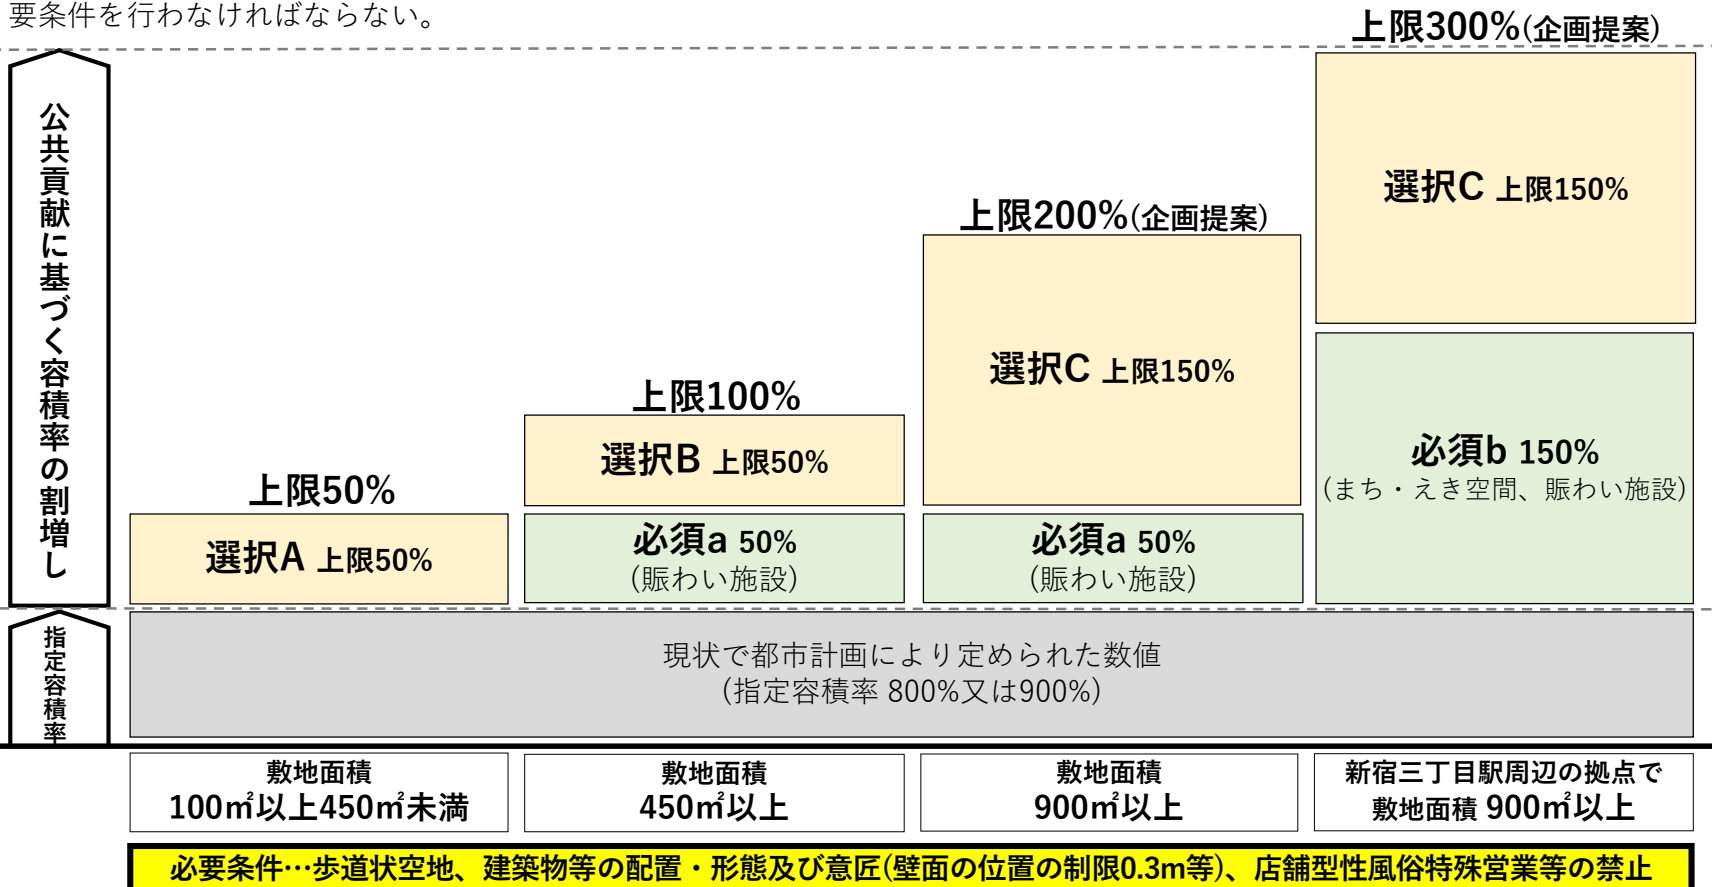 要条件を行わなければならない。
上限300%(企画提案)
公共貢献に基づく容積率の割増し
選択C 上限150%
上限200%(企画提案)
選択C 上限150%
上限100%
選択B 上限50%
必須b 150%
(まち・えき空間、賑わい施設)
上限50%
選択A 上限50%
必須a 50%
(賑わい施設)
必須a 50%
(賑わい施設)
指定容積率
現状で都市計画により定められた数値
(指定容積率 800%又は900%)
敷地面積
100㎡以上450㎡未満
敷地面積
450㎡以上
敷地面積
900㎡以上
新宿三丁目駅周辺の拠点で
敷地面積 900㎡以上
必要条件…歩道状空地、建築物等の配置・形態及び意匠(壁面の位置の制限0.3m等)、店舗型性風俗特殊営業等の禁止